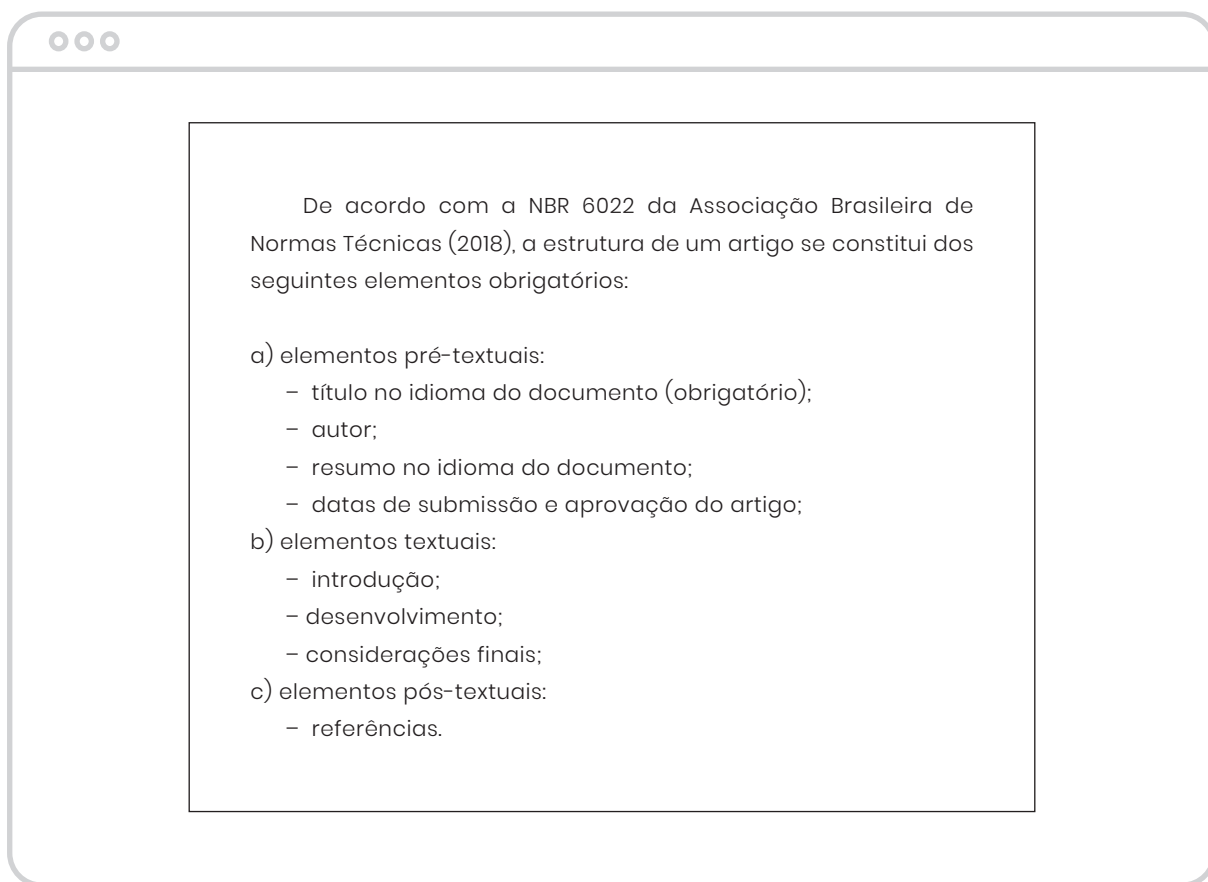 De acordo com a NBR 6022 da Associação Brasileira de
Normas Técnicas (2018), a estrutura de um artigo se constitui dos
seguintes elementos obrigatórios:
a) elementos pré-textuais:
– título no idioma do documento (obrigatório);
– autor;
– resumo no idioma do documento;
– datas de submissão e aprovação do artigo;
b) elementos textuais:
– introdução;
– desenvolvimento;
– considerações finais;
c) elementos pós-textuais:
– referências.